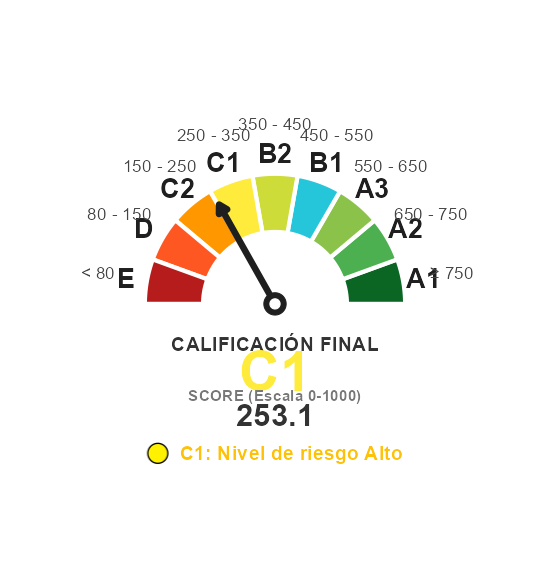 350 - 450
250 - 350
450 - 550
B2
C1
B1
150 - 250
550 - 650
C2
A3
80 - 150
650 - 750
D
A2
< 80
E
A1
≥ 750
CALIFICACIÓN FINAL
C1
SCORE (Escala 0-1000)
253.1
C1: Nivel de riesgo Alto